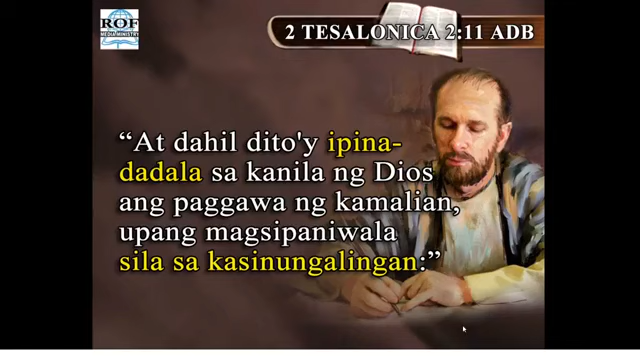 ROF
MEDIA MINISTRY
2 TESALONICA 2:11 ADB
“At dahil dito'y ipina-
dadala sa kanila ng Dios
ang paggawa ng kamalian,
upang magsipaniwala
sila sa kasinungalingan:”